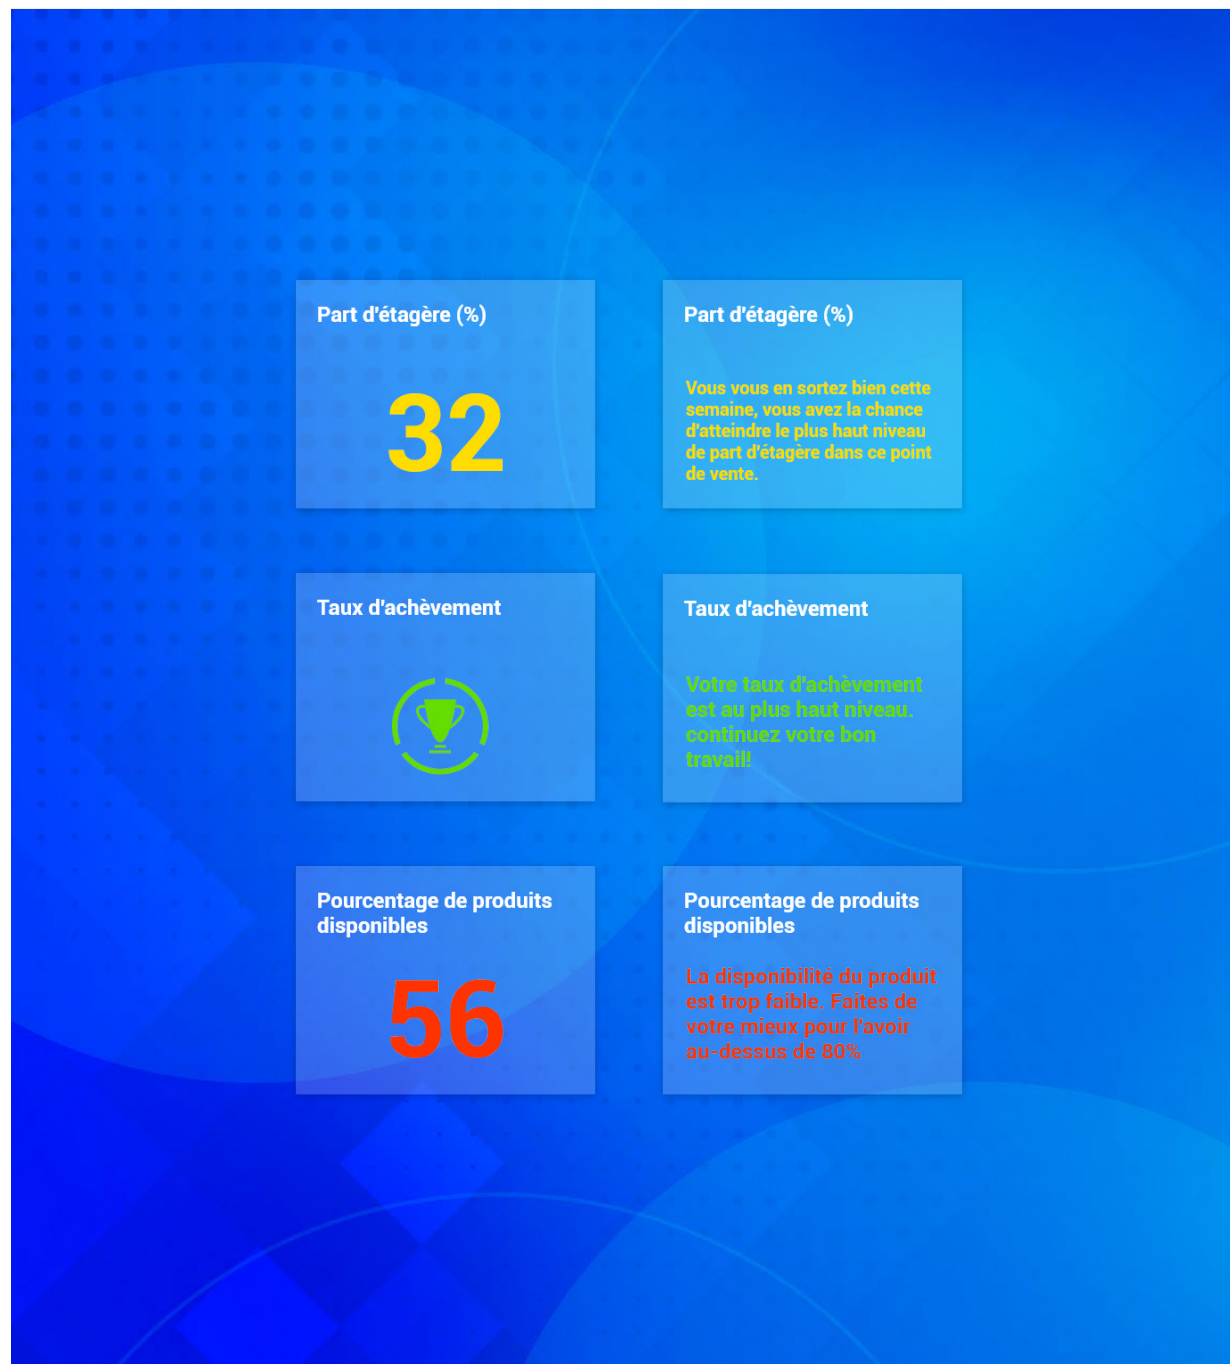 Part d'étagère (%)
32
Part d'étagère (%)
Vous vous en sortez bien cette
semaine, vous avez la chance
d'atteindre le plus haut niveau
de part d'étagère dans ce point
de vente.
Taux d'achèvement
Taux d'achèvement
Votre taux d'achèvement
est au plus haut niveau.
continuez votre bon
travail!
Pourcentage de produits
disponibles
56
Pourcentage de produits
disponibles
La disponibilité du produit
est trop faible. Faites de
votre mieux pour l'avoir
au-dessus de 80%